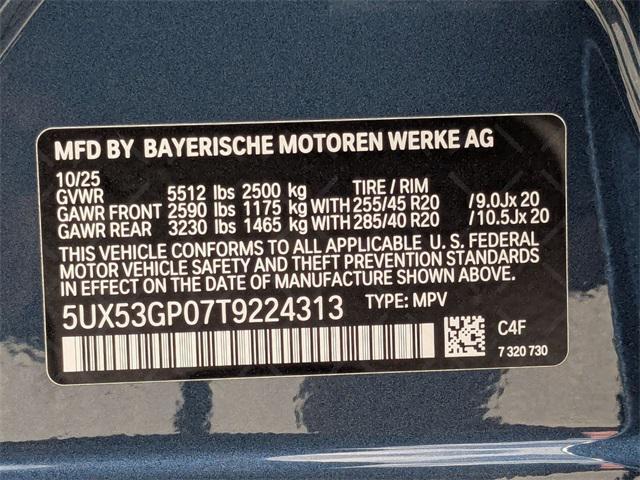 MFD BY BAYERISCHE MOTOREN WERKE AG
10/25
GVWR 5512 lbs 2500 kg TIRE / RIM
GAWR FRONT 2590 lbs 1175 kg WITH 255/45 R20 /9.0Jx 20
GAWR REAR 3230 lbs 1465 kg WITH 285/40 R20 /10.5Jx 20
THIS VEHICLE CONFORMS TO ALL APPLICABLE U. S. FEDERAL
MOTOR VEHICLE SAFETY AND THEFT PREVENTION STANDARDS
IN EFFECT ON THE DATE OF MANUFACTURE SHOWN ABOVE.
5UX53GP07T9224313 TYPE: MPV
C4F
7 320 730